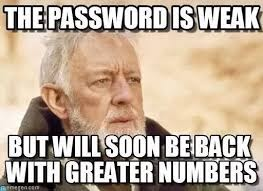 THE PASSWORD IS WEAK
BUT WILL SOON BE BACK
WITH GREATER NUMBERS